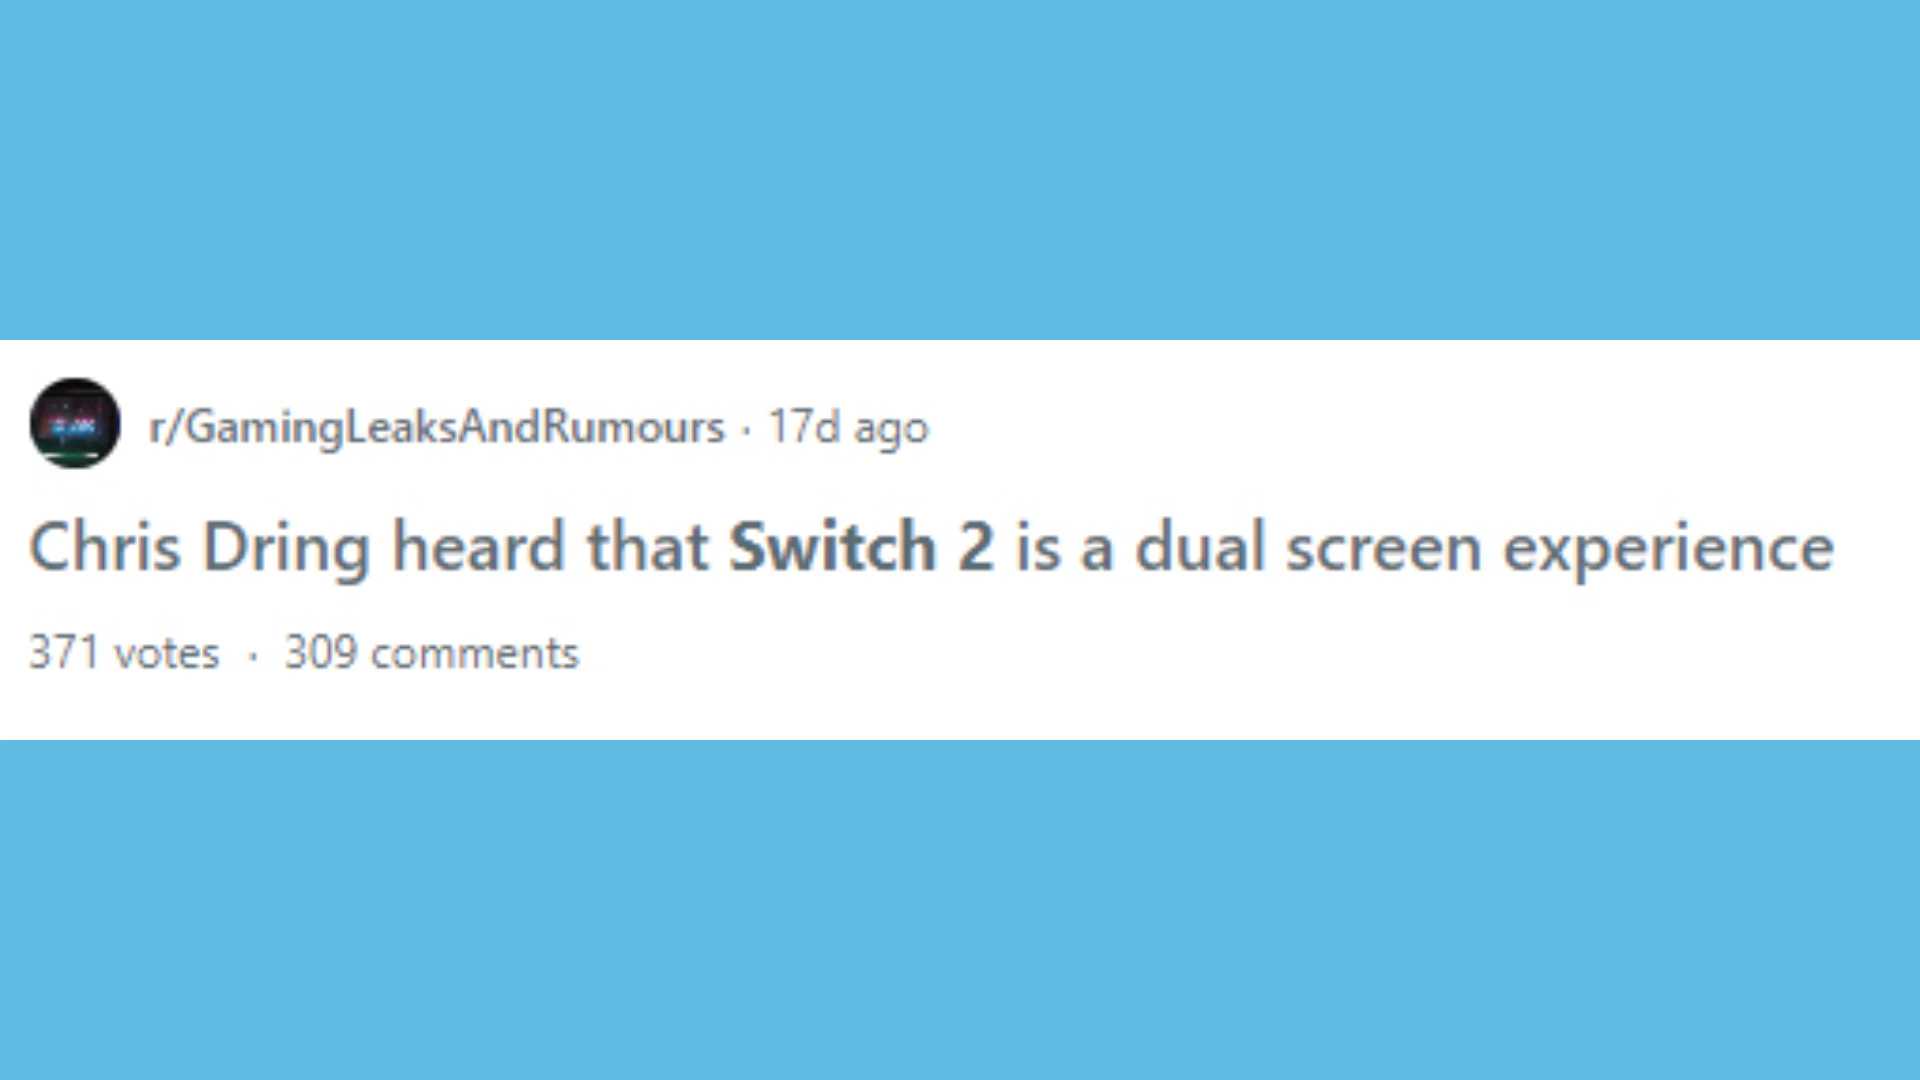 r/GamingLeaksAndRumours · 17d ago
Chris Dring heard that Switch 2 is a dual screen experience
371 votes · 309 comments